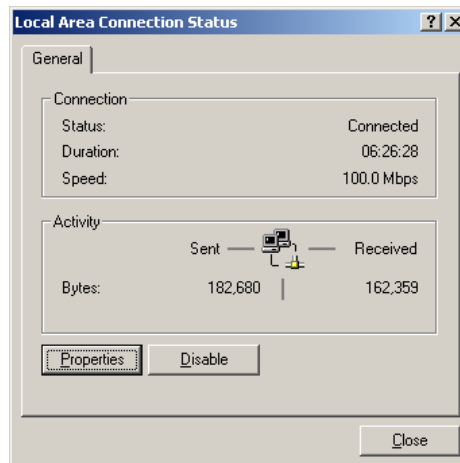 Local Area Connection Status
General
Connection
Status: Connected
Duration: 06:26:28
Speed: 100.0 Mbps
Activity
Sent Received
Bytes: 182,680 162,359
Properties Disable
Close